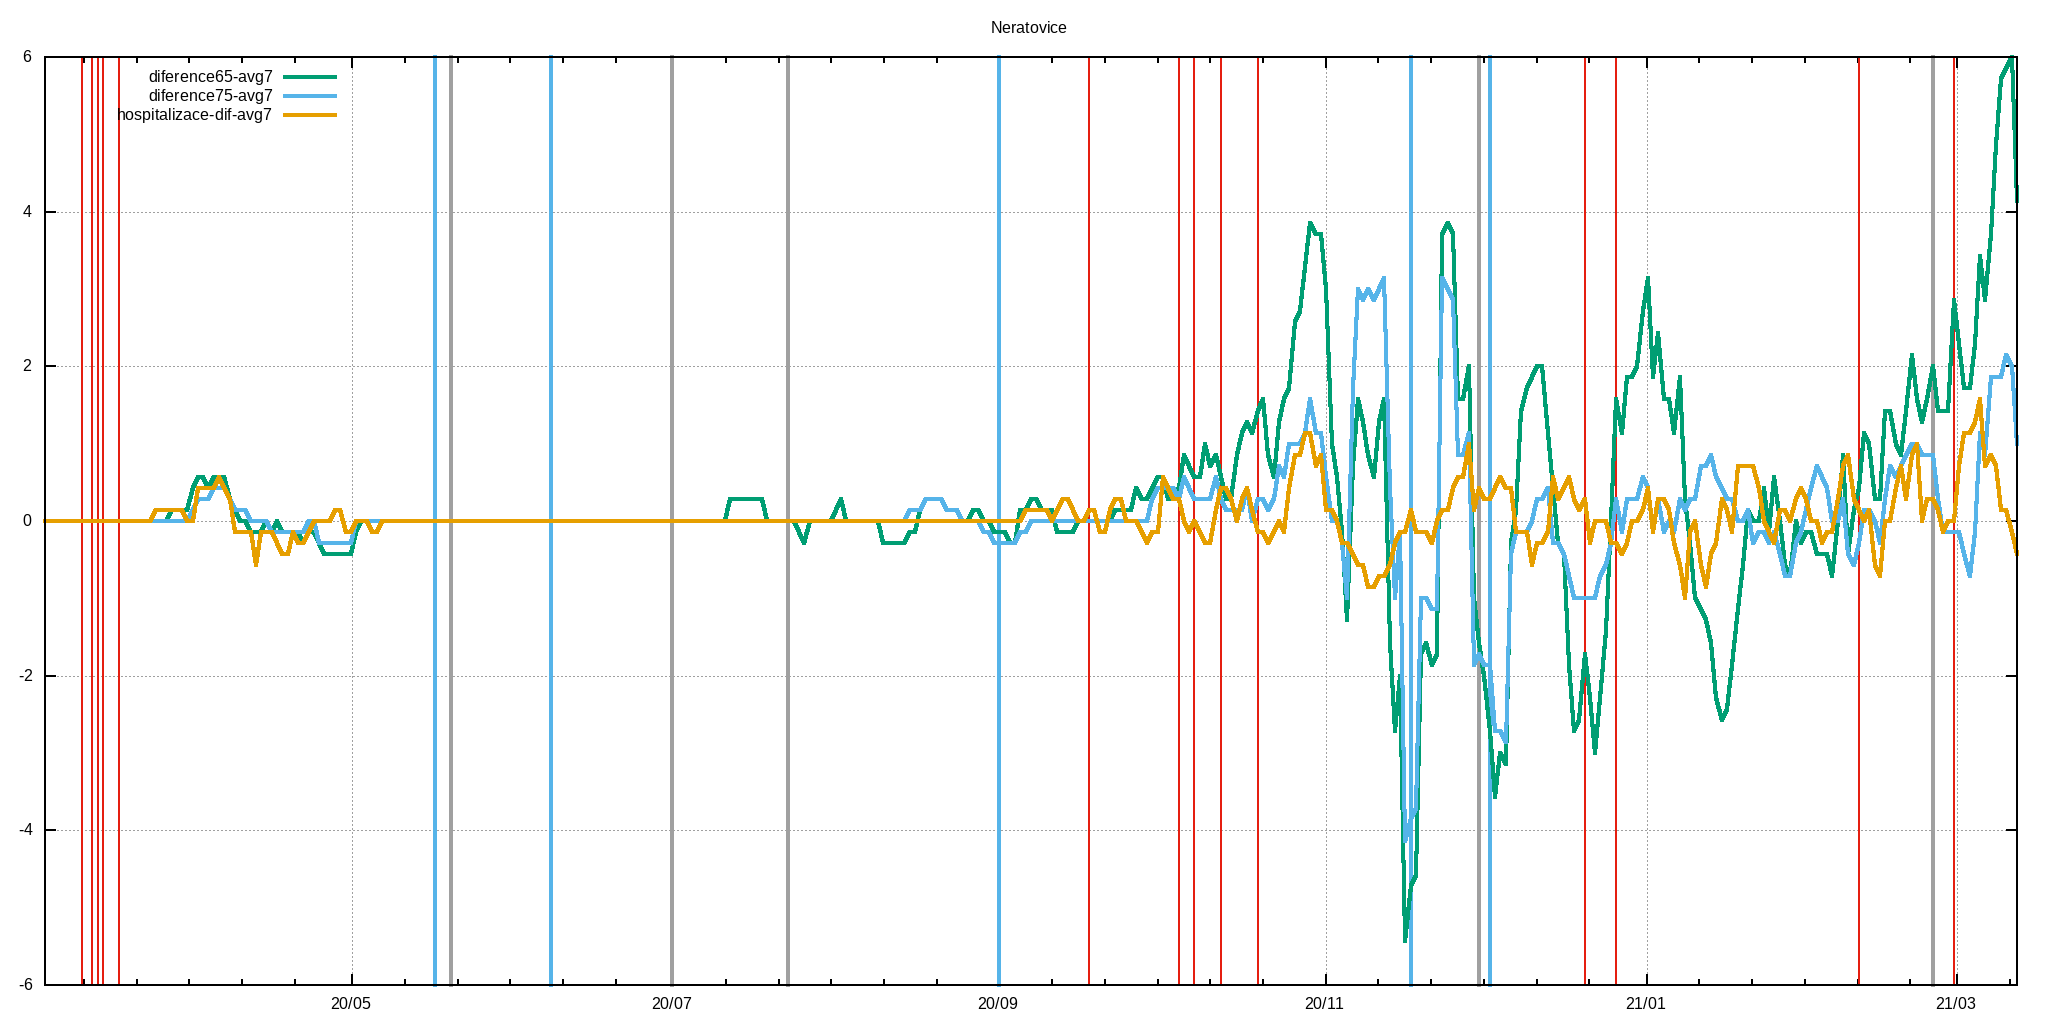 Neratovice
6
diference65-avg7
diference75-avg7
hospitalizace-dif-avg7
4
2
0
-2
-4
-6
20/05 20/07 20/09 20/11 21/01 21/03